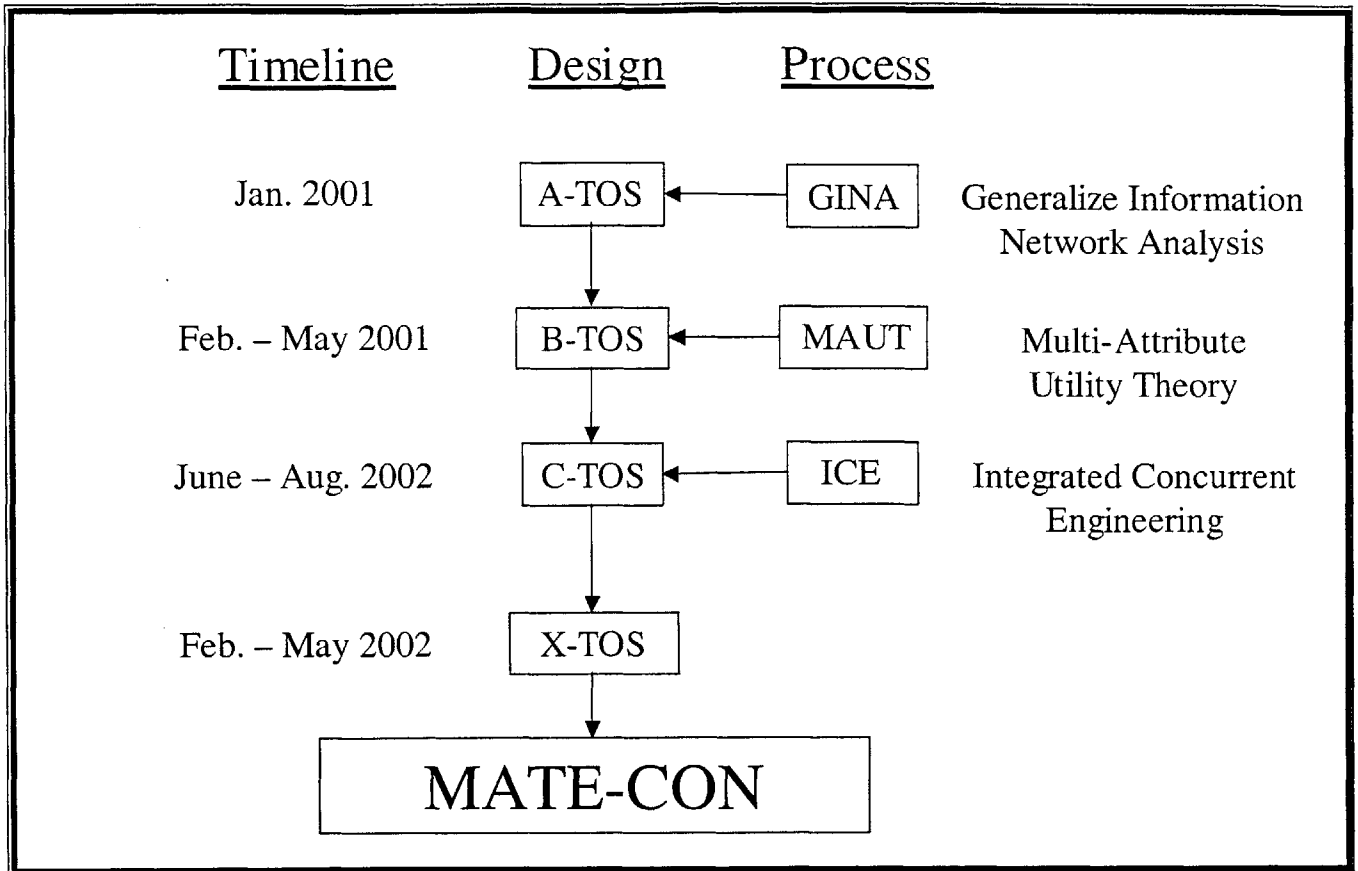 Timeline Design Process
Jan. 2001 A-TOS GINA Generalize Information
Network Analysis
Feb. – May 2001 B-TOS MAUT Multi-Attribute
Utility Theory
June – Aug. 2002 C-TOS ICE Integrated Concurrent
Engineering
Feb. – May 2002 X-TOS
MATE-CON